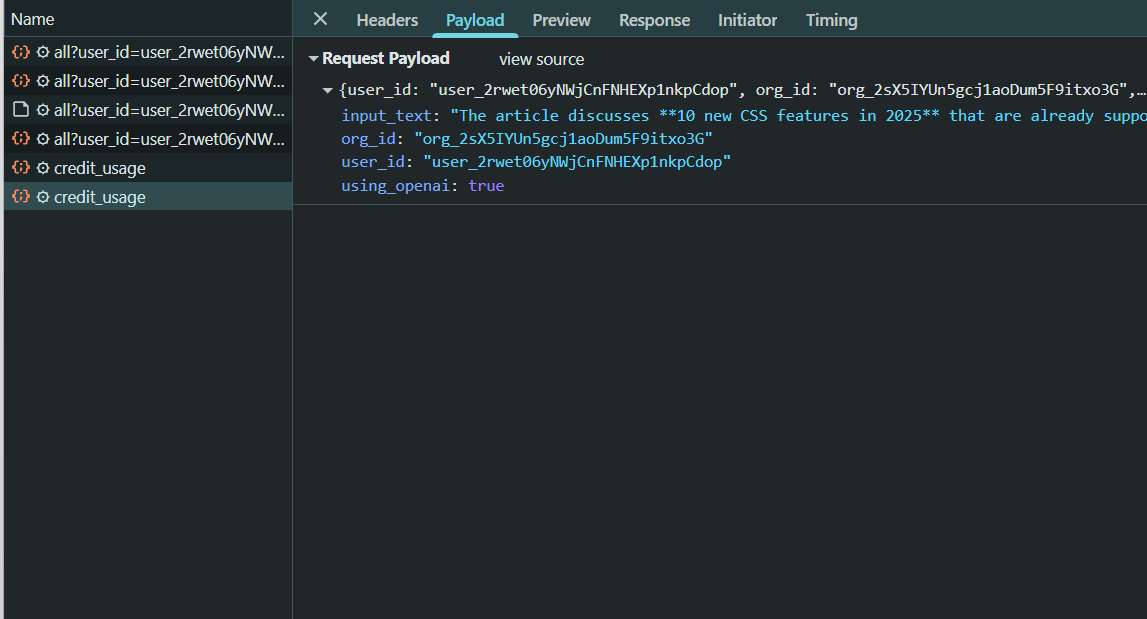 Name
all?user_id=user_2rwet06yNW...
all?user_id=user_2rwet06yNW...
all?user_id=user_2rwet06yNW...
all?user_id=user_2rwet06yNW...
credit_usage
credit_usage
Headers Payload Preview Response Initiator Timing
Request Payload view source
{user_id: "user_2rwet06yNWjCnFNHEXp1nkpCdop", org_id: "org_2sX5IYUn5gcj1aoDum5F9itxo3G",…
input_text: "The article discusses **10 new CSS features in 2025** that are already suppo
org_id: "org_2sX5IYUn5gcj1aoDum5F9itxo3G"
user_id: "user_2rwet06yNWjCnFNHEXp1nkpCdop"
using_openai: true